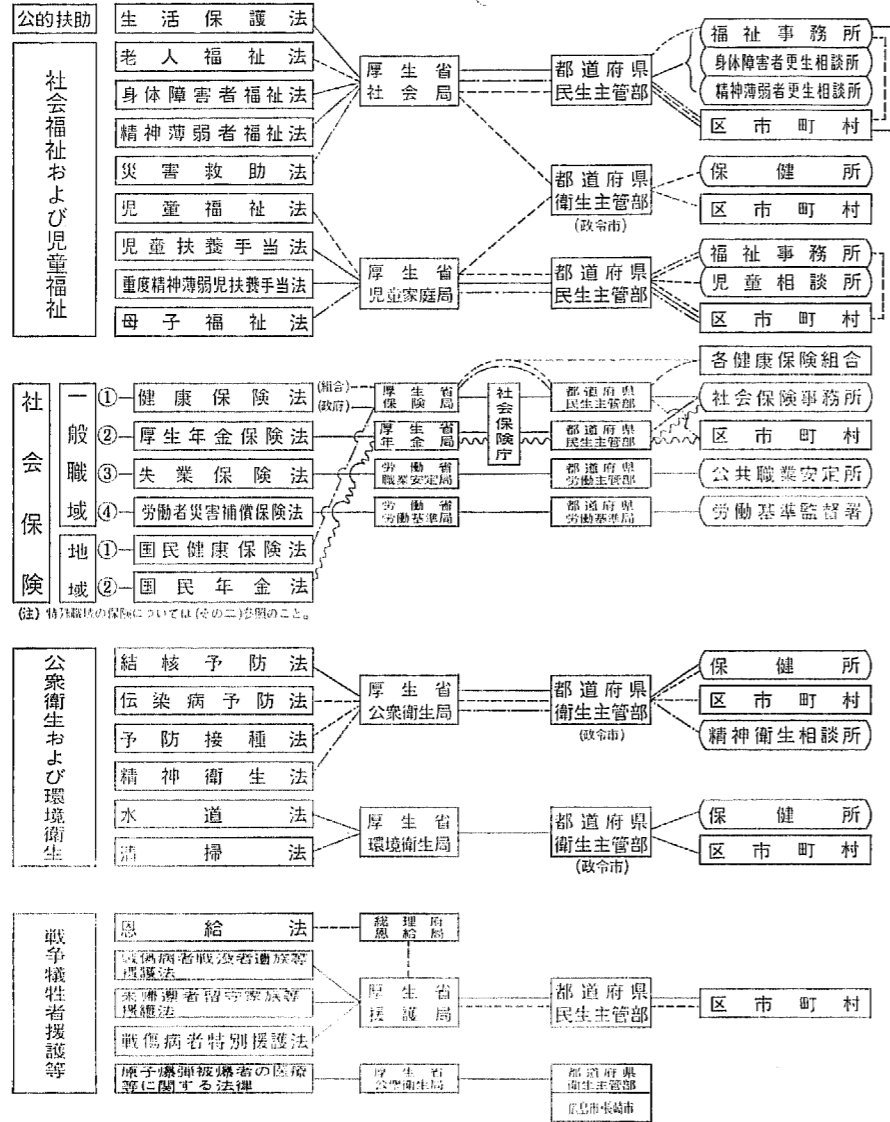 公的扶助
生活保護法
社会福祉および児童福祉
老人福祉法
身体障害者福祉法
精神薄弱者福祉法
災害救助法
児童福祉法
児童扶養手当法
重度精神薄弱児扶養手当法
母子福祉法
厚生省
社会局
厚生省
児童家庭局
都道府県
民生主管部
都道府県
衛生主管部
(政令市)
都道府県
民生主管部
福祉事務所
身体障害者更生相談所
精神薄弱者更生相談所
区市町村
保健所
区市町村
福祉事務所
児童相談所
区市町村
社会保険
一般職域
①健康保険法
②厚生年金保険法
③失業保険法
④労働者災害補償保険法
地域
①国民健康保険法
②国民年金法
(組合)
(政府)
厚生省
保険局
厚生省
年金局
労働省
職業安定局
労働省
労働基準局
社会保険庁
都道府県
民生主管部
都道府県
民生主管部
都道府県
労働主管部
都道府県
労働基準局
各健康保険組合
社会保険事務所
区市町村
公共職業安定所
労働基準監督署
(注) 特殊職域の保険については(その二)参照のこと。
公衆衛生および環境衛生
結核予防法
伝染病予防法
予防接種法
精神衛生法
水道法
清掃法
厚生省
公衆衛生局
厚生省
環境衛生局
都道府県
衛生主管部
(政令市)
都道府県
衛生主管部
(政令市)
保健所
区市町村
精神衛生相談所
保健所
区市町村
戦争犠牲者援護等
恩給法
戦傷病者戦没者遺族等
援護法
未帰還者留守家族等
援護法
戦傷病者特別援護法
原子爆弾被爆者の医療
等に関する法律
総理府
恩給局
厚生省
援護局
厚生省
公衆衛生局
都道府県
民生主管部
都道府県
衛生主管部
広島市・長崎市
区市町村